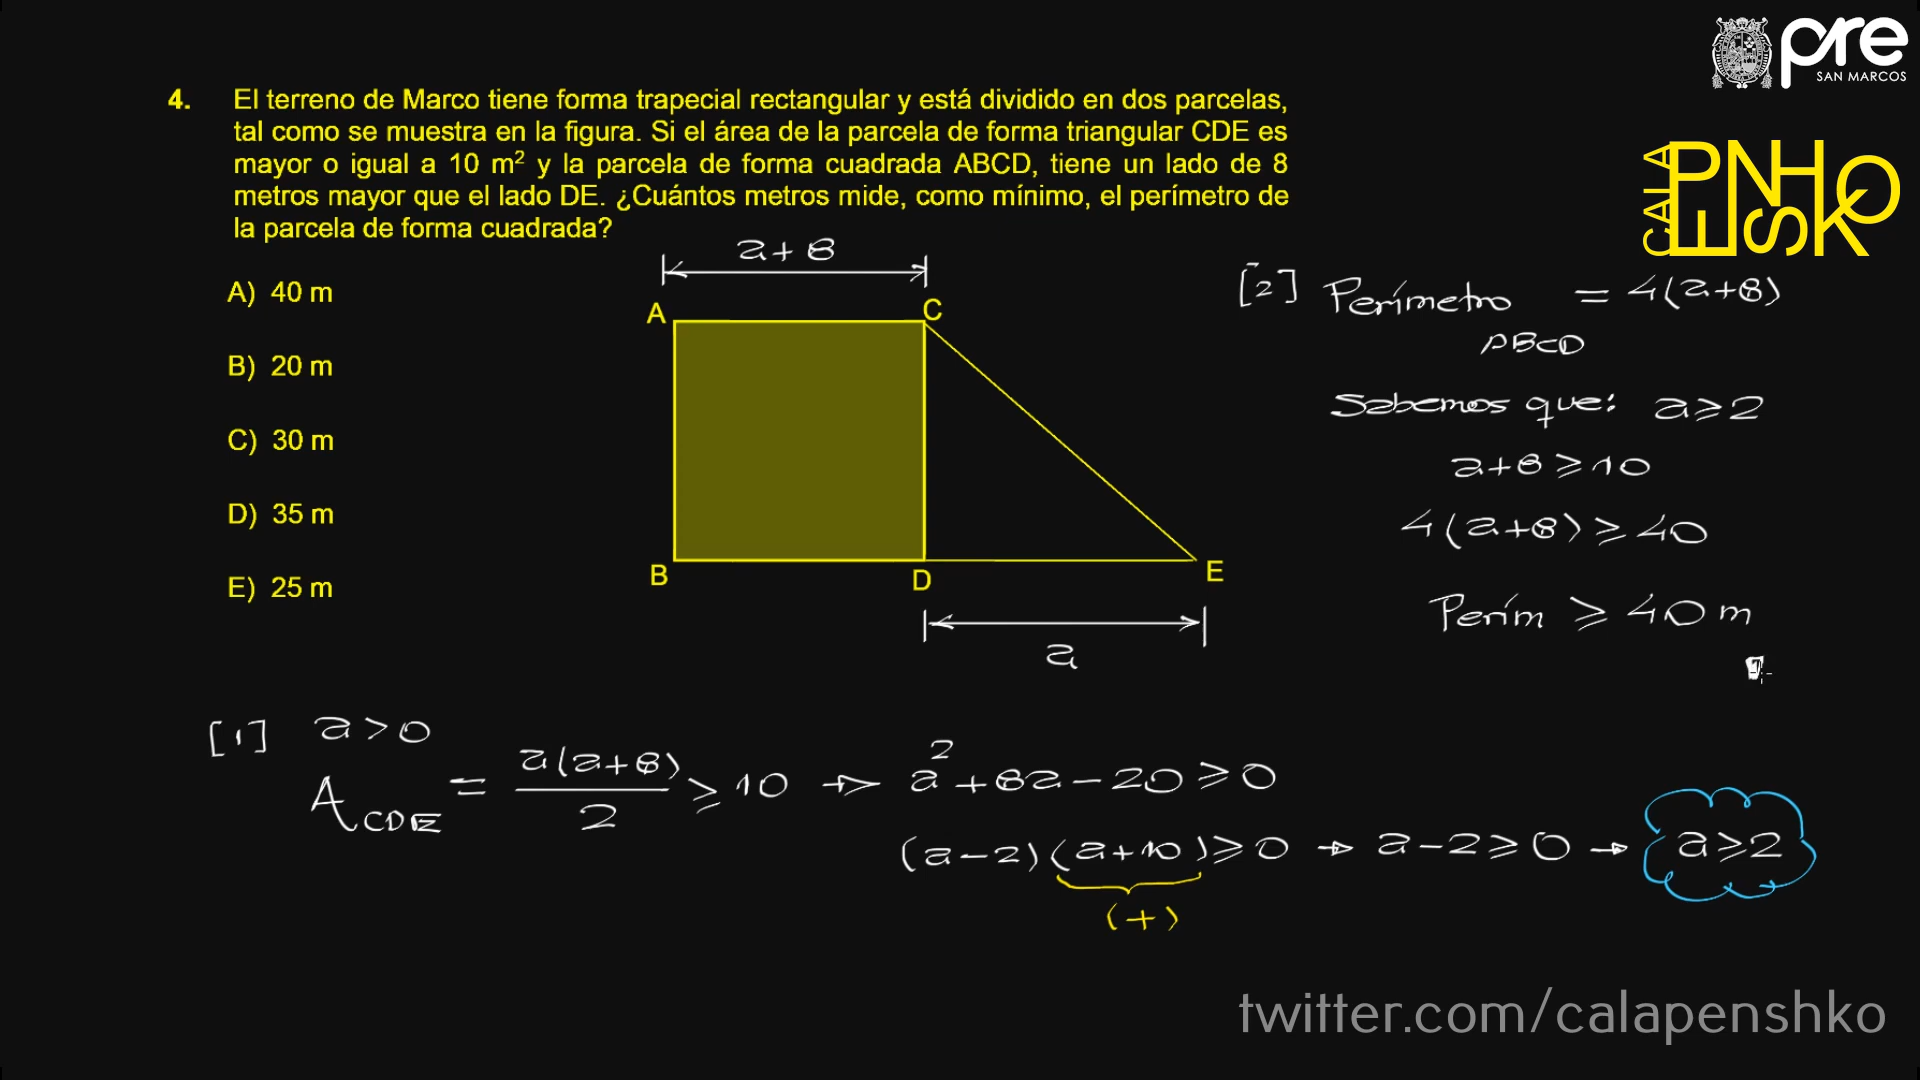 pre
SAN MARCOS
CALA
PENSHKO
4. El terreno de Marco tiene forma trapecial rectangular y está dividido en dos parcelas,
tal como se muestra en la figura. Si el área de la parcela de forma triangular CDE es
mayor o igual a 10 m² y la parcela de forma cuadrada ABCD, tiene un lado de 8
metros mayor que el lado DE. ¿Cuántos metros mide, como mínimo, el perímetro de
la parcela de forma cuadrada?
A) 40 m
B) 20 m
C) 30 m
D) 35 m
E) 25 m
a+8
A
C
B
D
E
a
[2] Perímetro = 4(a+8)
ABCD
Sabemos que: a≥2
a+8≥10
4(a+8)≥40
Perím ≥ 40 m
[1] a>0
A CDE = a(a+8)/2 ≥ 10 → a²+8a-20≥0
(a-2)(a+10)≥0 → a-2≥0 → a≥2
(+)
twitter.com/calapenshko